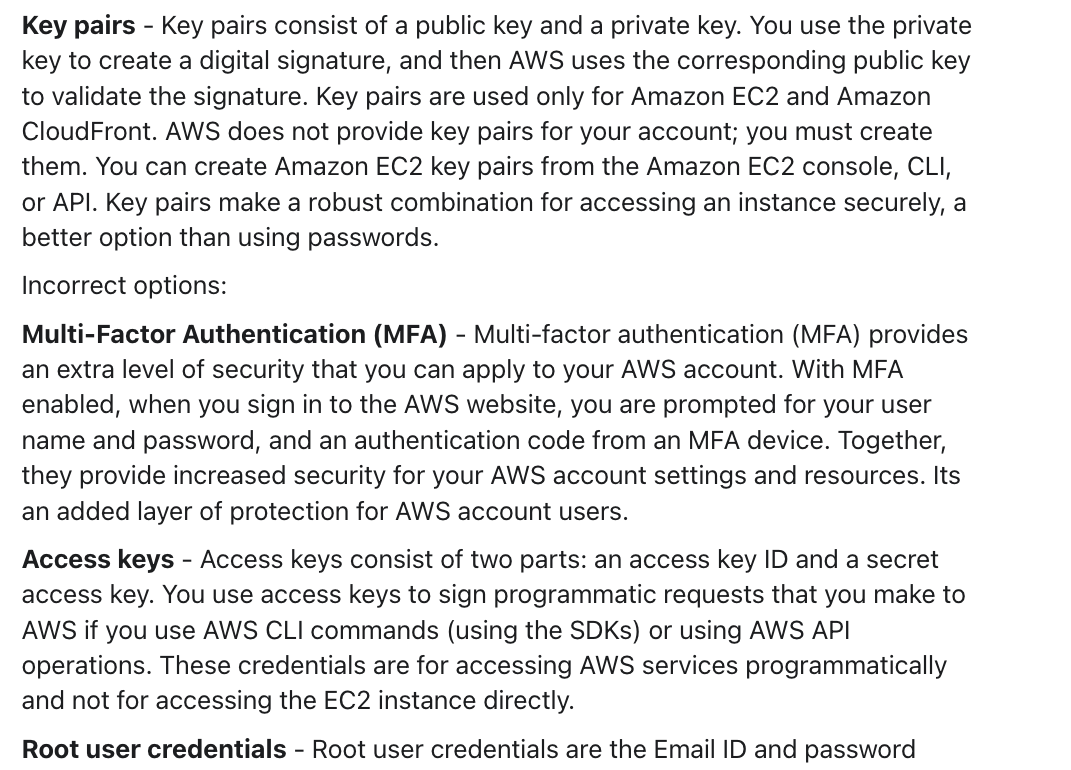 Key pairs - Key pairs consist of a public key and a private key. You use the private
key to create a digital signature, and then AWS uses the corresponding public key
to validate the signature. Key pairs are used only for Amazon EC2 and Amazon
CloudFront. AWS does not provide key pairs for your account; you must create
them. You can create Amazon EC2 key pairs from the Amazon EC2 console, CLI,
or API. Key pairs make a robust combination for accessing an instance securely, a
better option than using passwords.
Incorrect options:
Multi-Factor Authentication (MFA) - Multi-factor authentication (MFA) provides
an extra level of security that you can apply to your AWS account. With MFA
enabled, when you sign in to the AWS website, you are prompted for your user
name and password, and an authentication code from an MFA device. Together,
they provide increased security for your AWS account settings and resources. Its
an added layer of protection for AWS account users.
Access keys - Access keys consist of two parts: an access key ID and a secret
access key. You use access keys to sign programmatic requests that you make to
AWS if you use AWS CLI commands (using the SDKs) or using AWS API
operations. These credentials are for accessing AWS services programmatically
and not for accessing the EC2 instance directly.
Root user credentials - Root user credentials are the Email ID and password